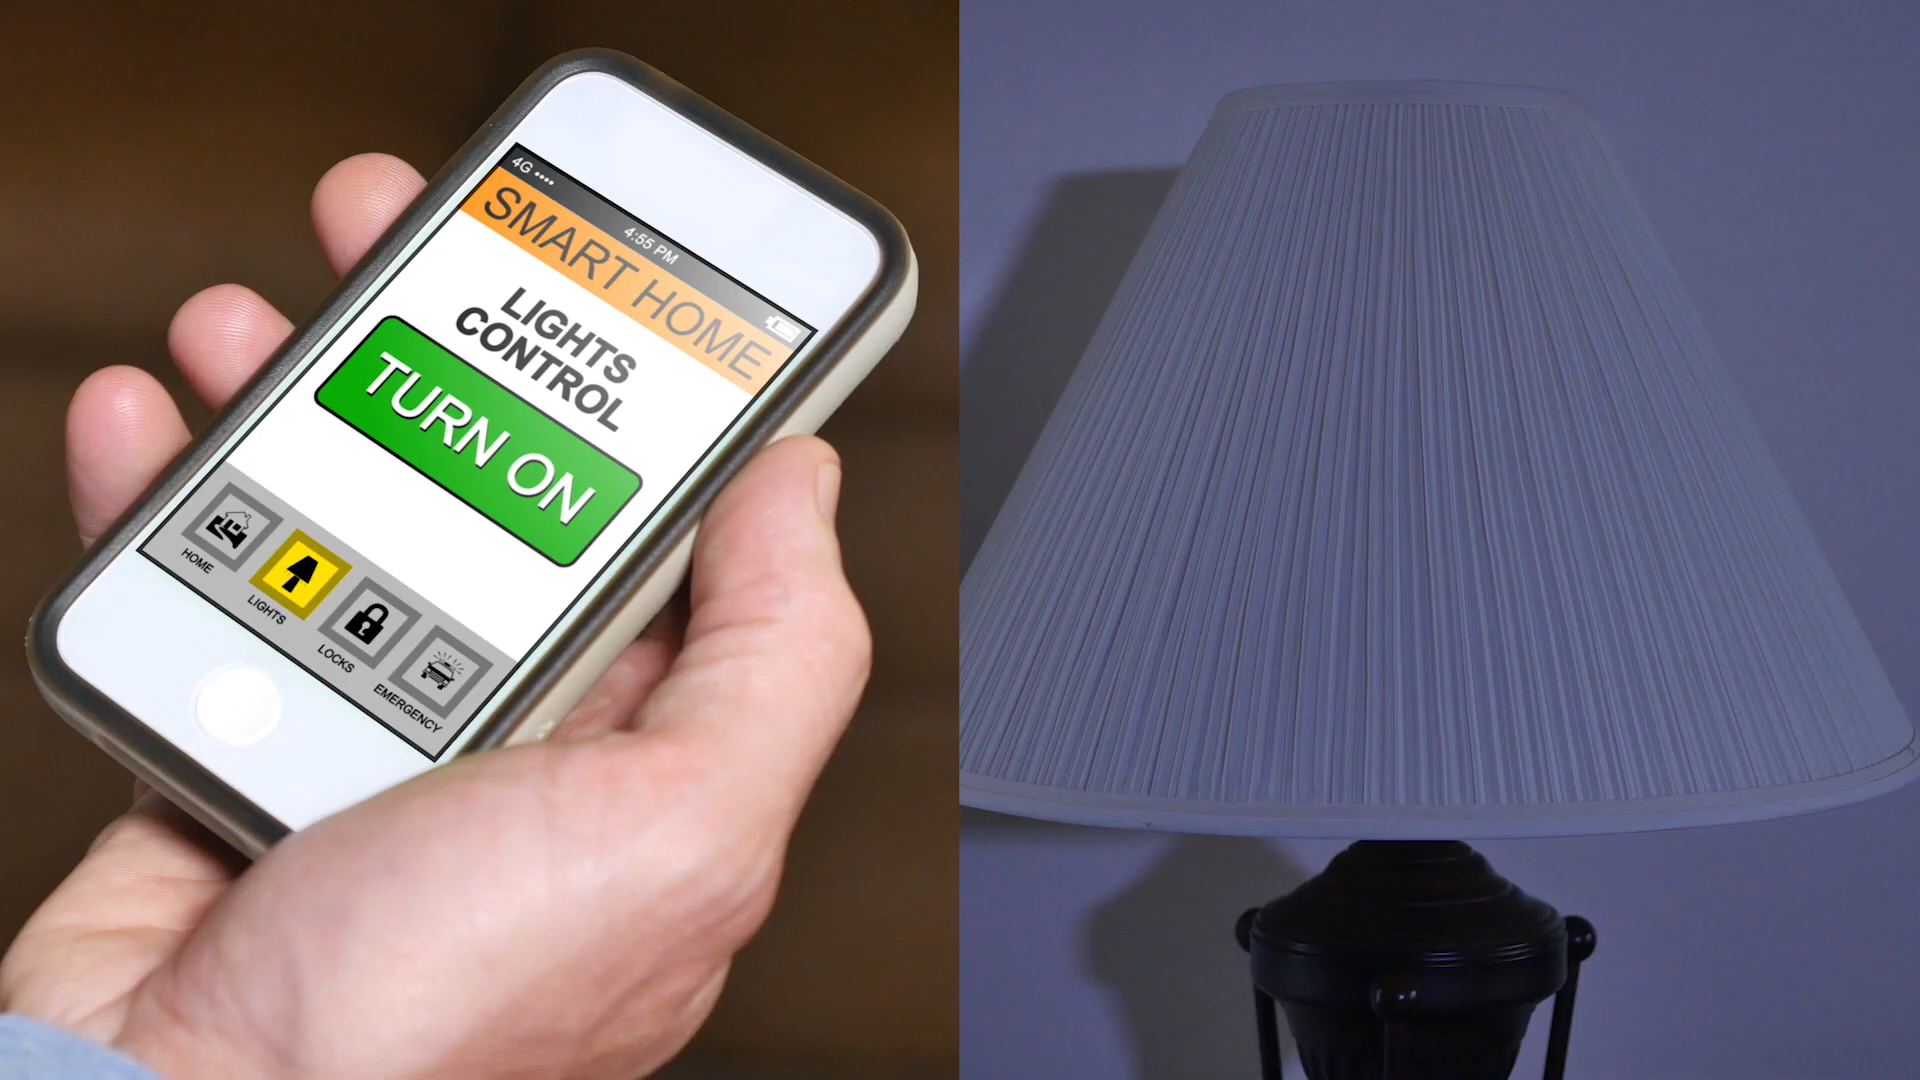 4G
4:55 PM
SMART HOME
LIGHTS
CONTROL
TURN ON
HOME
LIGHTS
LOCKS
EMERGENCY